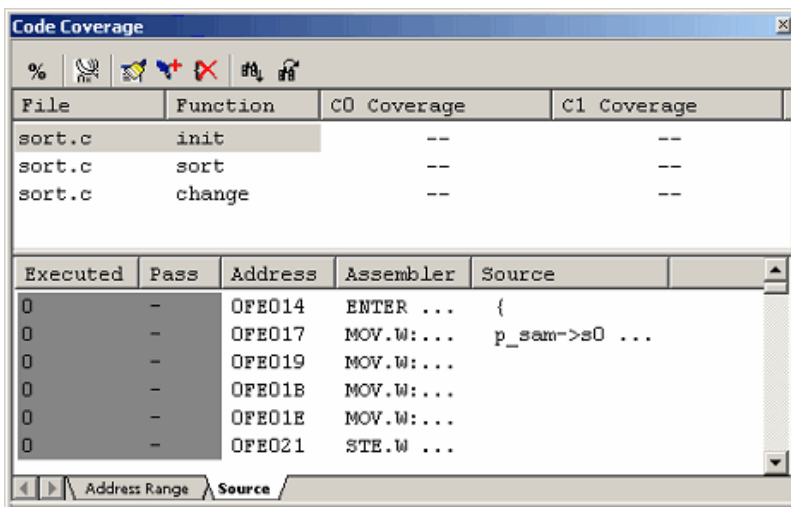 Code Coverage
%
File Function C0 Coverage C1 Coverage
sort.c init -- --
sort.c sort -- --
sort.c change -- --
Executed Pass Address Assembler Source
0 - 0FE014 ENTER ... {
0 - 0FE017 MOV.W:... p_sam->s0 ...
0 - 0FE019 MOV.W:...
0 - 0FE01B MOV.W:...
0 - 0FE01E MOV.W:...
0 - 0FE021 STE.W ...
Address Range Source